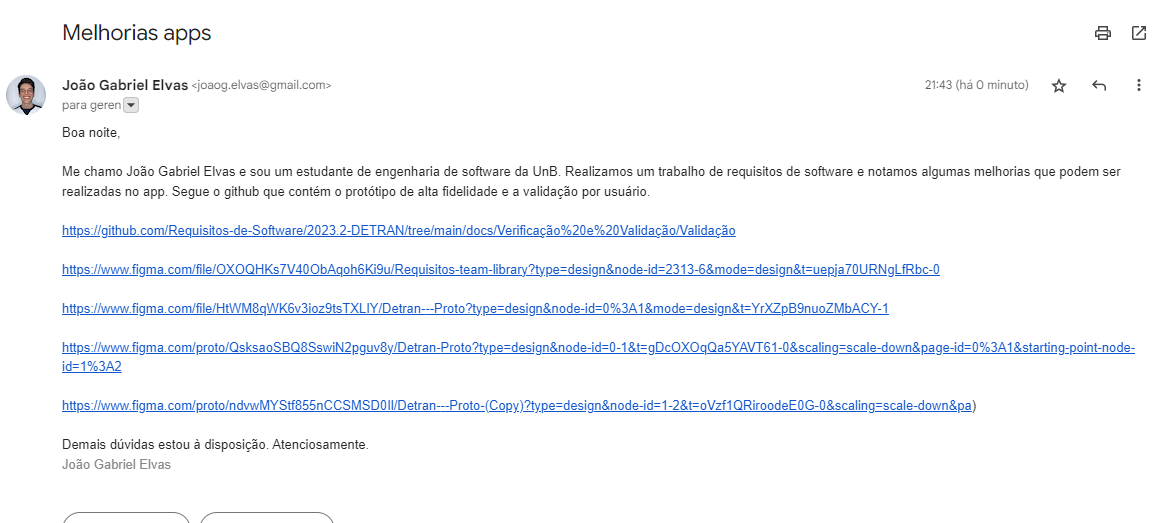 Melhorias apps
João Gabriel Elvas <joaog.elvas@gmail.com>
21:43 (há 0 minuto)
para geren
Boa noite,
Me chamo João Gabriel Elvas e sou um estudante de engenharia de software da UnB. Realizamos um trabalho de requisitos de software e notamos algumas melhorias que podem ser
realizadas no app. Segue o github que contém o protótipo de alta fidelidade e a validação por usuário.
https://github.com/Requisitos-de-Software/2023.2-DETRAN/tree/main/docs/Verificação%20e%20Validação/Validação
https://www.figma.com/file/OXOQHKs7V40ObAqoh6Ki9u/Requisitos-team-library?type=design&node-id=2313-6&mode=design&t=uepja70URNgLfRbc-0
https://www.figma.com/file/HtWM8qWK6v3ioz9tsTXLIY/Detran---Proto?type=design&node-id=0%3A1&mode=design&t=YrXZpB9nuoZMbACY-1
https://www.figma.com/proto/QsksaoSBQ8SswiN2pguv8y/Detran-Proto?type=design&node-id=0-1&t=gDcOXOqQa5YAVT61-0&scaling=scale-down&page-id=0%3A1&starting-point-node-
id=1%3A2
https://www.figma.com/proto/ndvwMYStf855nCCSMSD0Il/Detran---Proto-(Copy)?type=design&node-id=1-2&t=oVzf1QRiroodeE0G-0&scaling=scale-down&pa)
Demais dúvidas estou à disposição. Atenciosamente.
João Gabriel Elvas